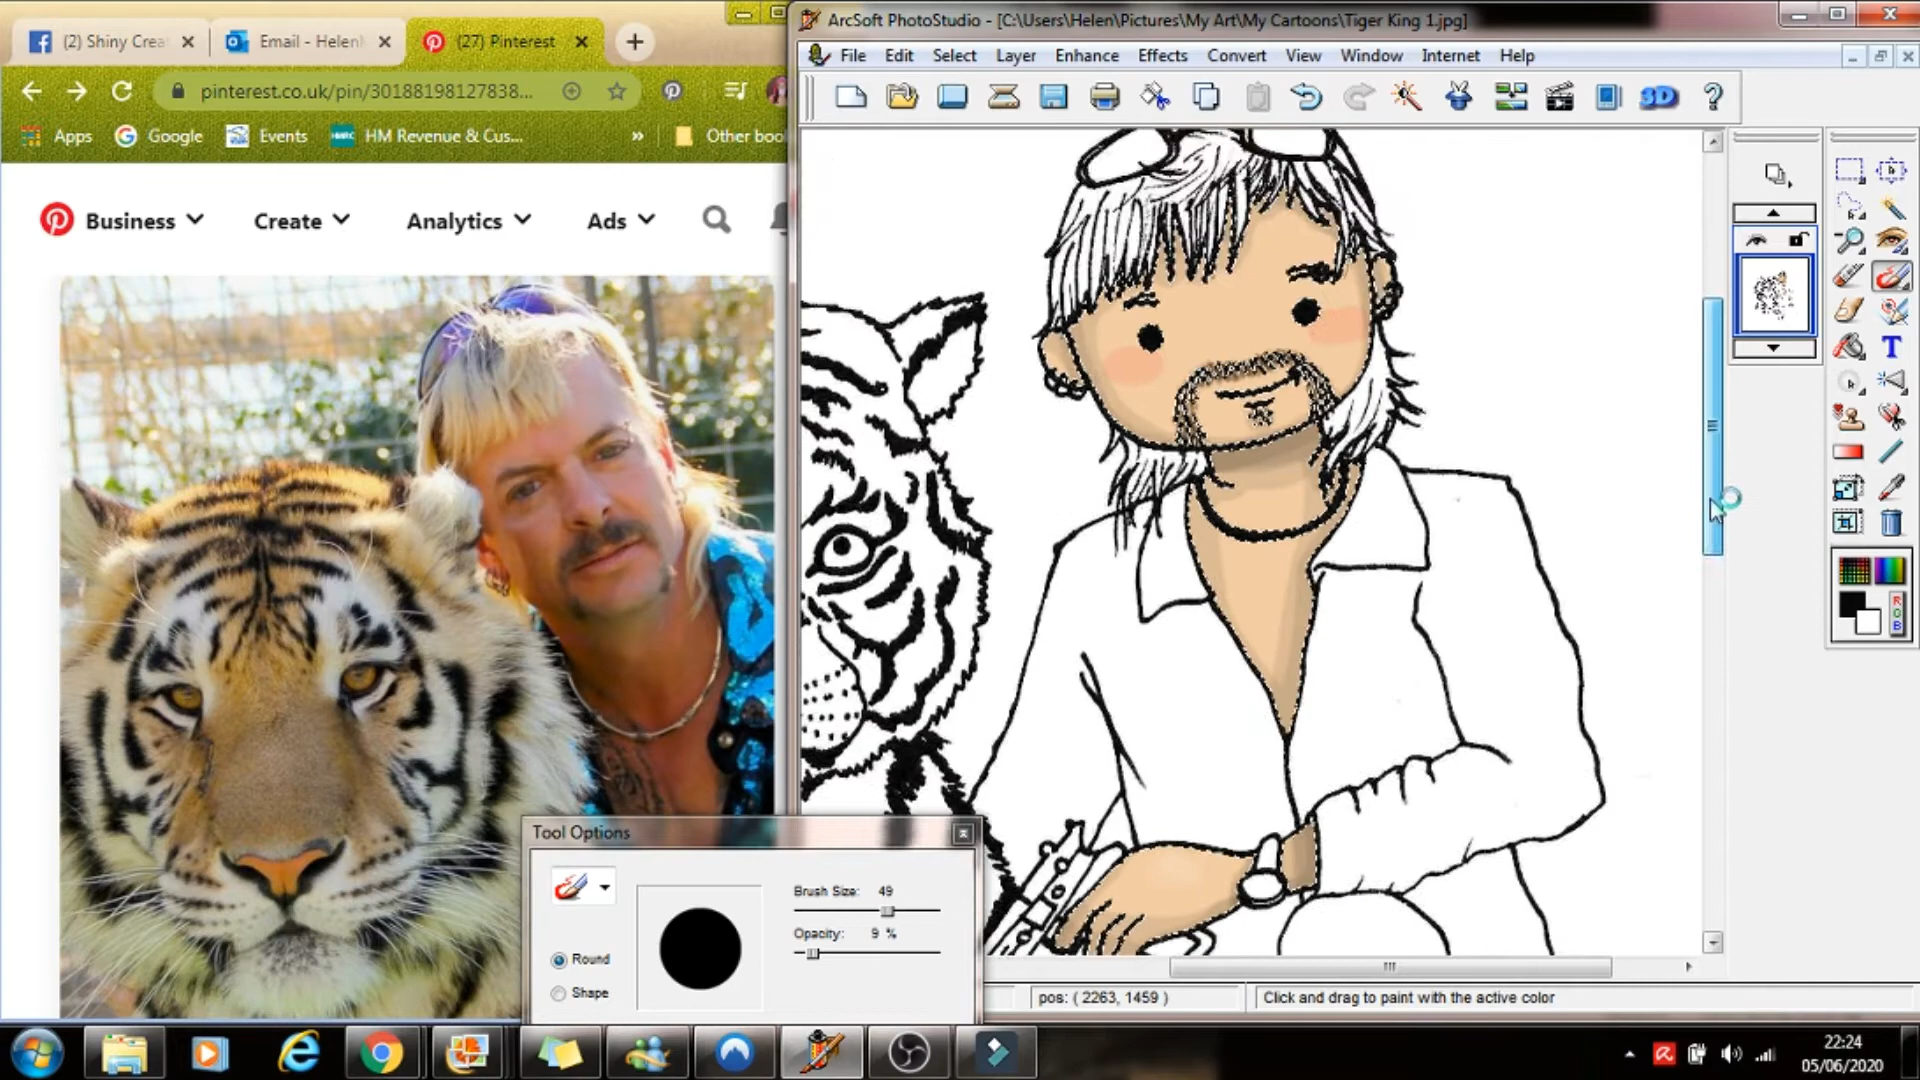 (2) Shiny Crea
Email - Helen
(27) Pinterest
pinterest.co.uk/pin/30188198127838...
Apps
Google
Events
HM Revenue & Cus...
»
Other boo
Business
Create
Analytics
Ads
ArcSoft PhotoStudio - [C:\Users\Helen\Pictures\My Art\My Cartoons\Tiger King 1.jpg]
File Edit Select Layer Enhance Effects Convert View Window Internet Help
3D
T
R
G
B
Tool Options
Brush Size: 49
Opacity: 9 %
Round
Shape
pos: ( 2263, 1459 )
Click and drag to paint with the active color
22:24
05/06/2020